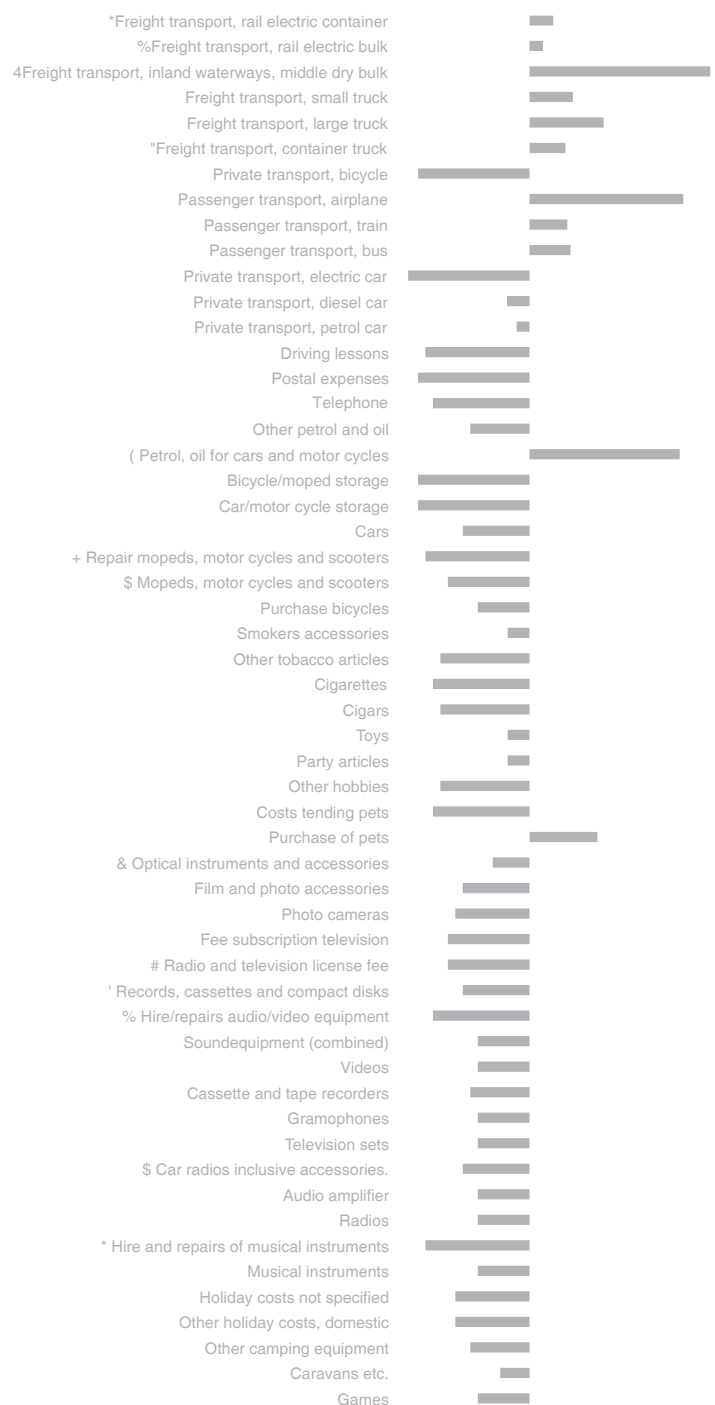 *Freight transport, rail electric container
%Freight transport, rail electric bulk
4Freight transport, inland waterways, middle dry bulk
Freight transport, small truck
Freight transport, large truck
"Freight transport, container truck
Private transport, bicycle
Passenger transport, airplane
Passenger transport, train
Passenger transport, bus
Private transport, electric car
Private transport, diesel car
Private transport, petrol car
Driving lessons
Postal expenses
Telephone
Other petrol and oil
( Petrol, oil for cars and motor cycles
Bicycle/moped storage
Car/motor cycle storage
Cars
+ Repair mopeds, motor cycles and scooters
$ Mopeds, motor cycles and scooters
Purchase bicycles
Smokers accessories
Other tobacco articles
Cigarettes
Cigars
Toys
Party articles
Other hobbies
Costs tending pets
Purchase of pets
& Optical instruments and accessories
Film and photo accessories
Photo cameras
Fee subscription television
# Radio and television license fee
' Records, cassettes and compact disks
% Hire/repairs audio/video equipment
Soundequipment (combined)
Videos
Cassette and tape recorders
Gramophones
Television sets
$ Car radios inclusive accessories.
Audio amplifier
Radios
* Hire and repairs of musical instruments
Musical instruments
Holiday costs not specified
Other holiday costs, domestic
Other camping equipment
Caravans etc.
Games